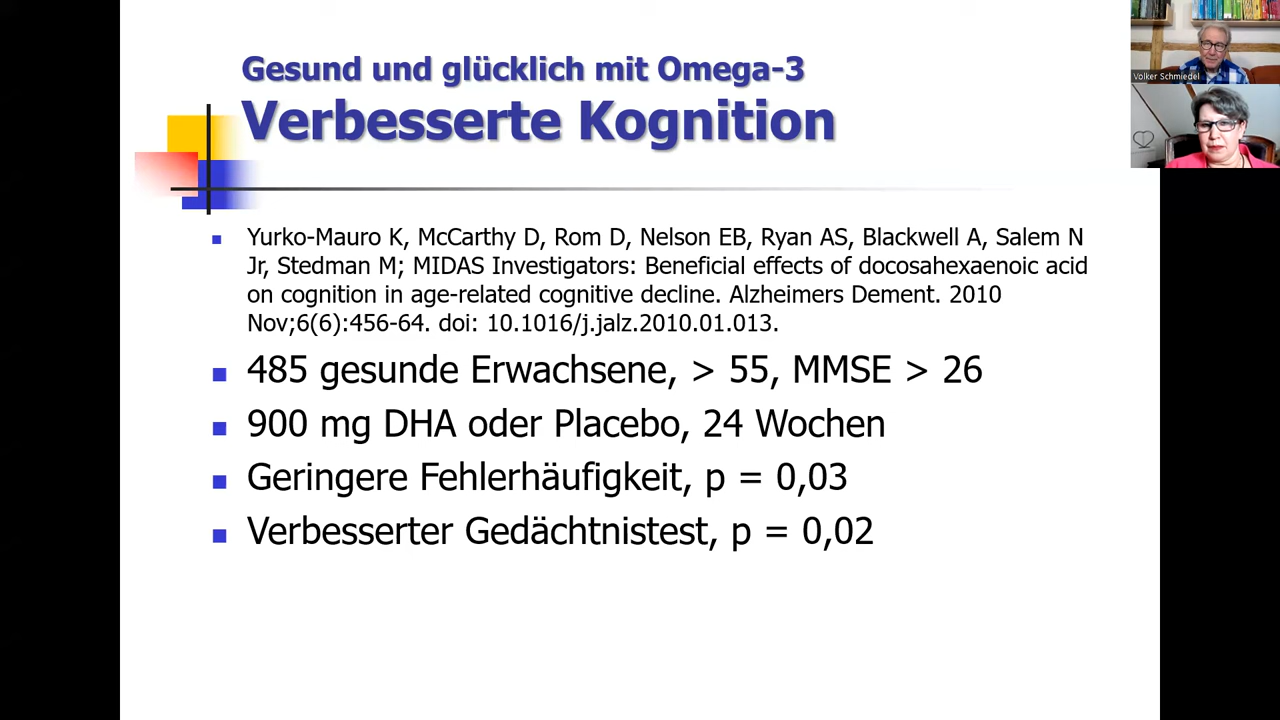 Gesund und glücklich mit Omega-3
Verbesserte Kognition
Yurko-Mauro K, McCarthy D, Rom D, Nelson EB, Ryan AS, Blackwell A, Salem N
Jr, Stedman M; MIDAS Investigators: Beneficial effects of docosahexaenoic acid
on cognition in age-related cognitive decline. Alzheimers Dement. 2010
Nov;6(6):456-64. doi: 10.1016/j.jalz.2010.01.013.
485 gesunde Erwachsene, > 55, MMSE > 26
900 mg DHA oder Placebo, 24 Wochen
Geringere Fehlerhäufigkeit, p = 0,03
Verbesserter Gedächtnistest, p = 0,02
Volker Schmiedel